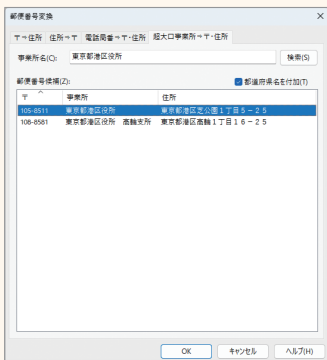 郵便番号変換
〒⇒住所 住所⇒〒 電話局番⇒〒・住所 超大口事業所⇒〒・住所
事業所名(Q): 東京都港区役所 検索(S)
郵便番号候補(Z): 都道府県名を付加(T)
〒 事業所 住所
105-8511 東京都港区役所 東京都港区芝公園1丁目5-25
108-8581 東京都港区役所 高輪支所 東京都港区高輪1丁目16-25
OK キャンセル ヘルプ(H)